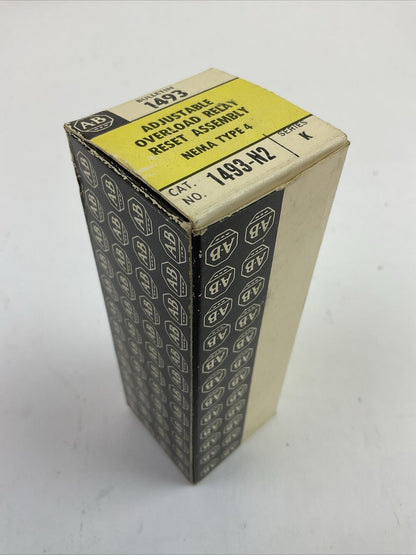 AB
BULLETIN
1493
ADJUSTABLE
OVERLOAD RELAY
RESET ASSEMBLY
NEMA TYPE 4
CAT.
NO. 1493-N2
SERIES
K